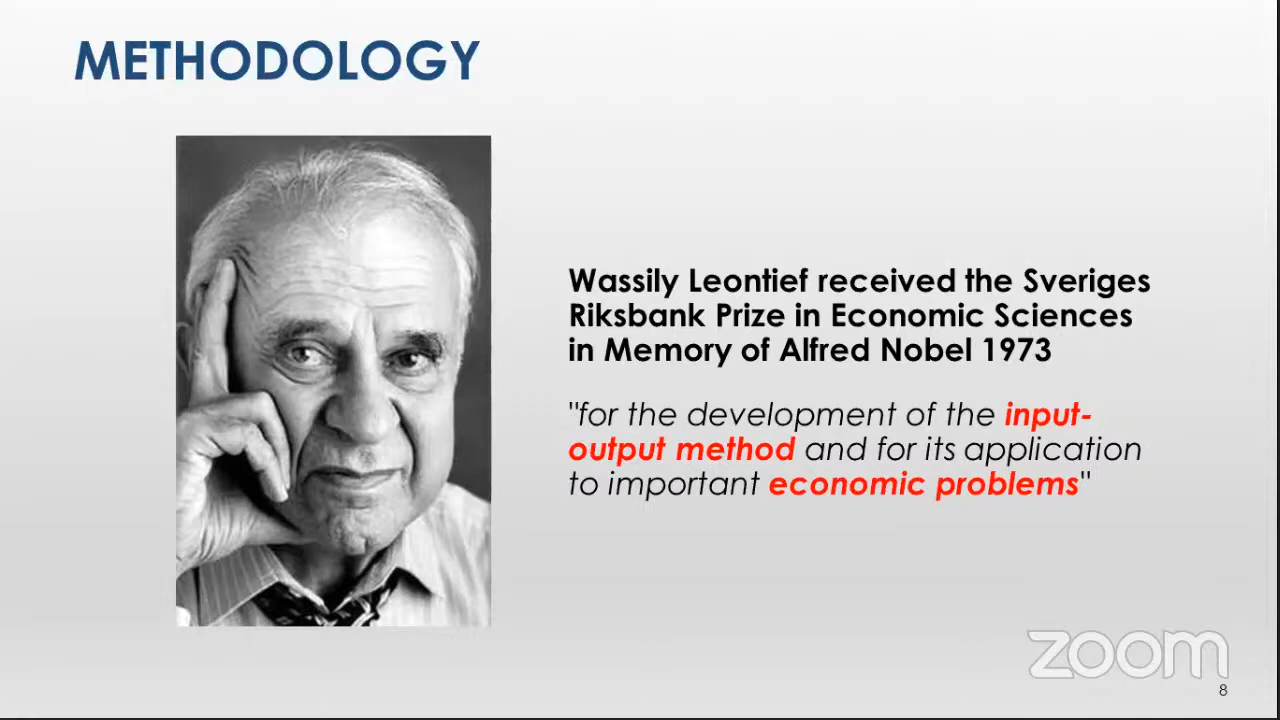 METHODOLOGY
Wassily Leontief received the Sveriges
Riksbank Prize in Economic Sciences
in Memory of Alfred Nobel 1973
"for the development of the input-
output method and for its application
to important economic problems"
zoom
8